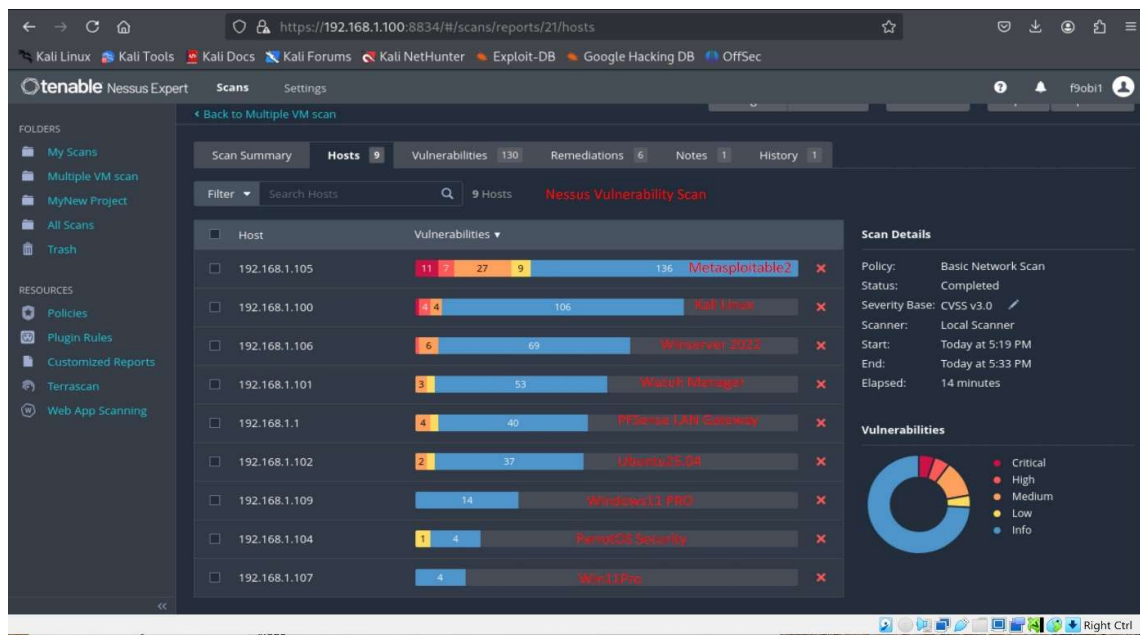 https://192.168.1.100:8834/#/scans/reports/21/hosts
Kali Linux Kali Tools Kali Docs Kali Forums Kali NetHunter Exploit-DB Google Hacking DB OffSec
tenable Nessus Expert Scans Settings f9obi1
Back to Multiple VM scan
FOLDERS
My Scans
Multiple VM scan
MyNew Project
All Scans
Trash
RESOURCES
Policies
Plugin Rules
Customized Reports
Terrascan
Web App Scanning
Scan Summary Hosts 9 Vulnerabilities 130 Remediations 6 Notes 1 History 1
Filter Search Hosts 9 Hosts Nessus Vulnerability Scan
Host Vulnerabilities
192.168.1.105 11 7 27 9 136 Metasploitable2
192.168.1.100 4 4 106 Kali Linux
192.168.1.106 6 69 Winserver 2022
192.168.1.101 3 53 Wazuh Manager
192.168.1.1 4 40 PFSense LAN Gateway
192.168.1.102 2 37 Ubuntu25.04
192.168.1.109 14 Windows11 PRO
192.168.1.104 1 4 ParrotOS Security
192.168.1.107 4 Win11Pro
Scan Details
Policy: Basic Network Scan
Status: Completed
Severity Base: CVSS v3.0
Scanner: Local Scanner
Start: Today at 5:19 PM
End: Today at 5:33 PM
Elapsed: 14 minutes
Vulnerabilities
Critical
High
Medium
Low
Info
Right Ctrl